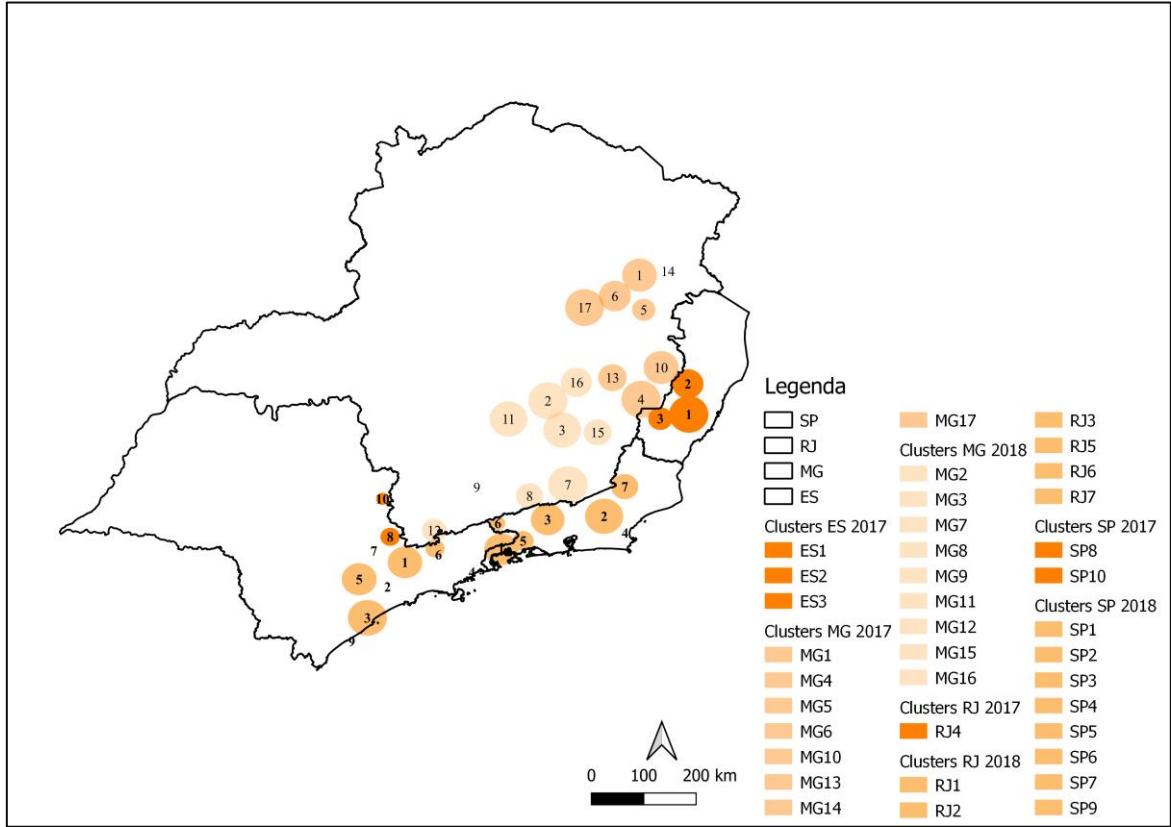 1
14
6
17
5
10
13
16
2
4
2
1
3
11
3
15
9
7
7
8
10
6
3
2
4
12
8
5
7
6
1
4
5
2
3
9
0 100 200 km
Legenda
SP
RJ
MG
ES
Clusters ES 2017
ES1
ES2
ES3
Clusters MG 2017
MG1
MG4
MG5
MG6
MG10
MG13
MG14
MG17
Clusters MG 2018
MG2
MG3
MG7
MG8
MG9
MG11
MG12
MG15
MG16
Clusters RJ 2017
RJ4
Clusters RJ 2018
RJ1
RJ2
RJ3
RJ5
RJ6
RJ7
Clusters SP 2017
SP8
SP10
Clusters SP 2018
SP1
SP2
SP3
SP4
SP5
SP6
SP7
SP9